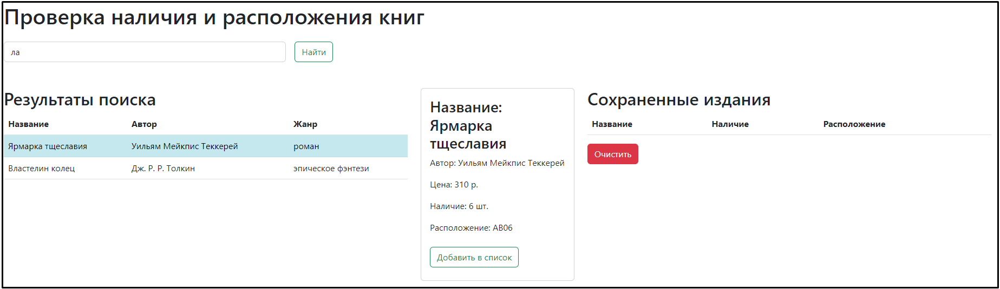 Проверка наличия и расположения книг
ла
Найти
Результаты поиска
Название Автор Жанр
Ярмарка тщеславия Уильям Мейкпис Теккерей роман
Властелин колец Дж. Р. Р. Толкин эпическое фэнтези
Название:
Ярмарка
тщеславия
Автор: Уильям Мейкпис Теккерей
Цена: 310 р.
Наличие: 6 шт.
Расположение: AB06
Добавить в список
Сохраненные издания
Название Наличие Расположение
Очистить